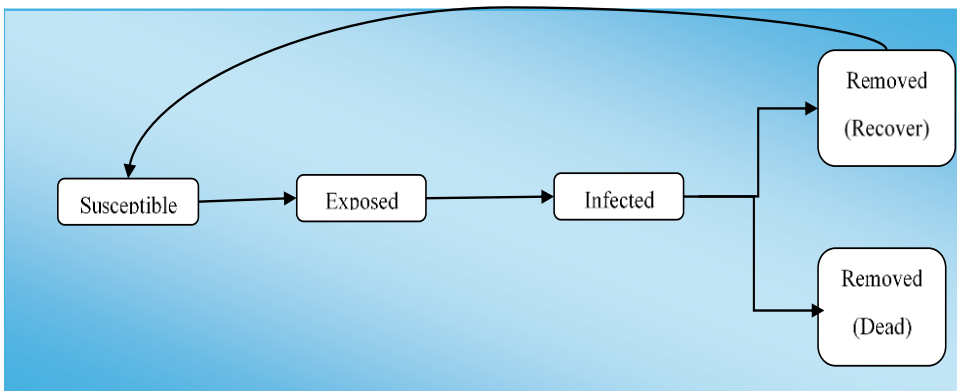 Removed
(Recover)
Susceptible
Exposed
Infected
Removed
(Dead)